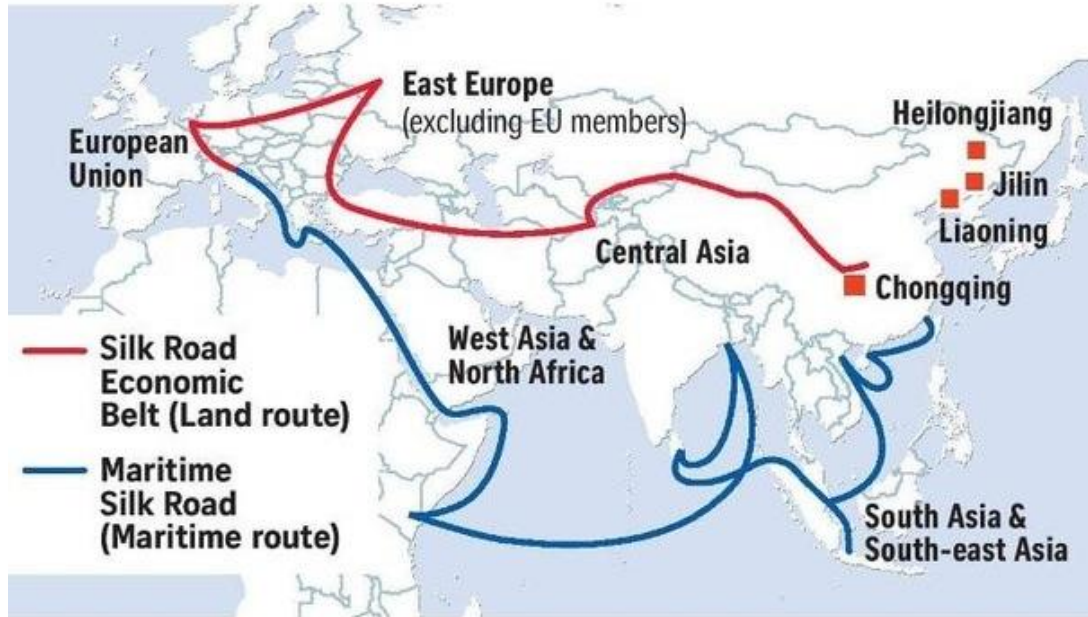 East Europe
(excluding EU members)
European
Union
Heilongjiang
Jilin
Liaoning
Central Asia
Chongqing
West Asia &
North Africa
South Asia &
South-east Asia
Silk Road
Economic
Belt (Land route)
Maritime
Silk Road
(Maritime route)